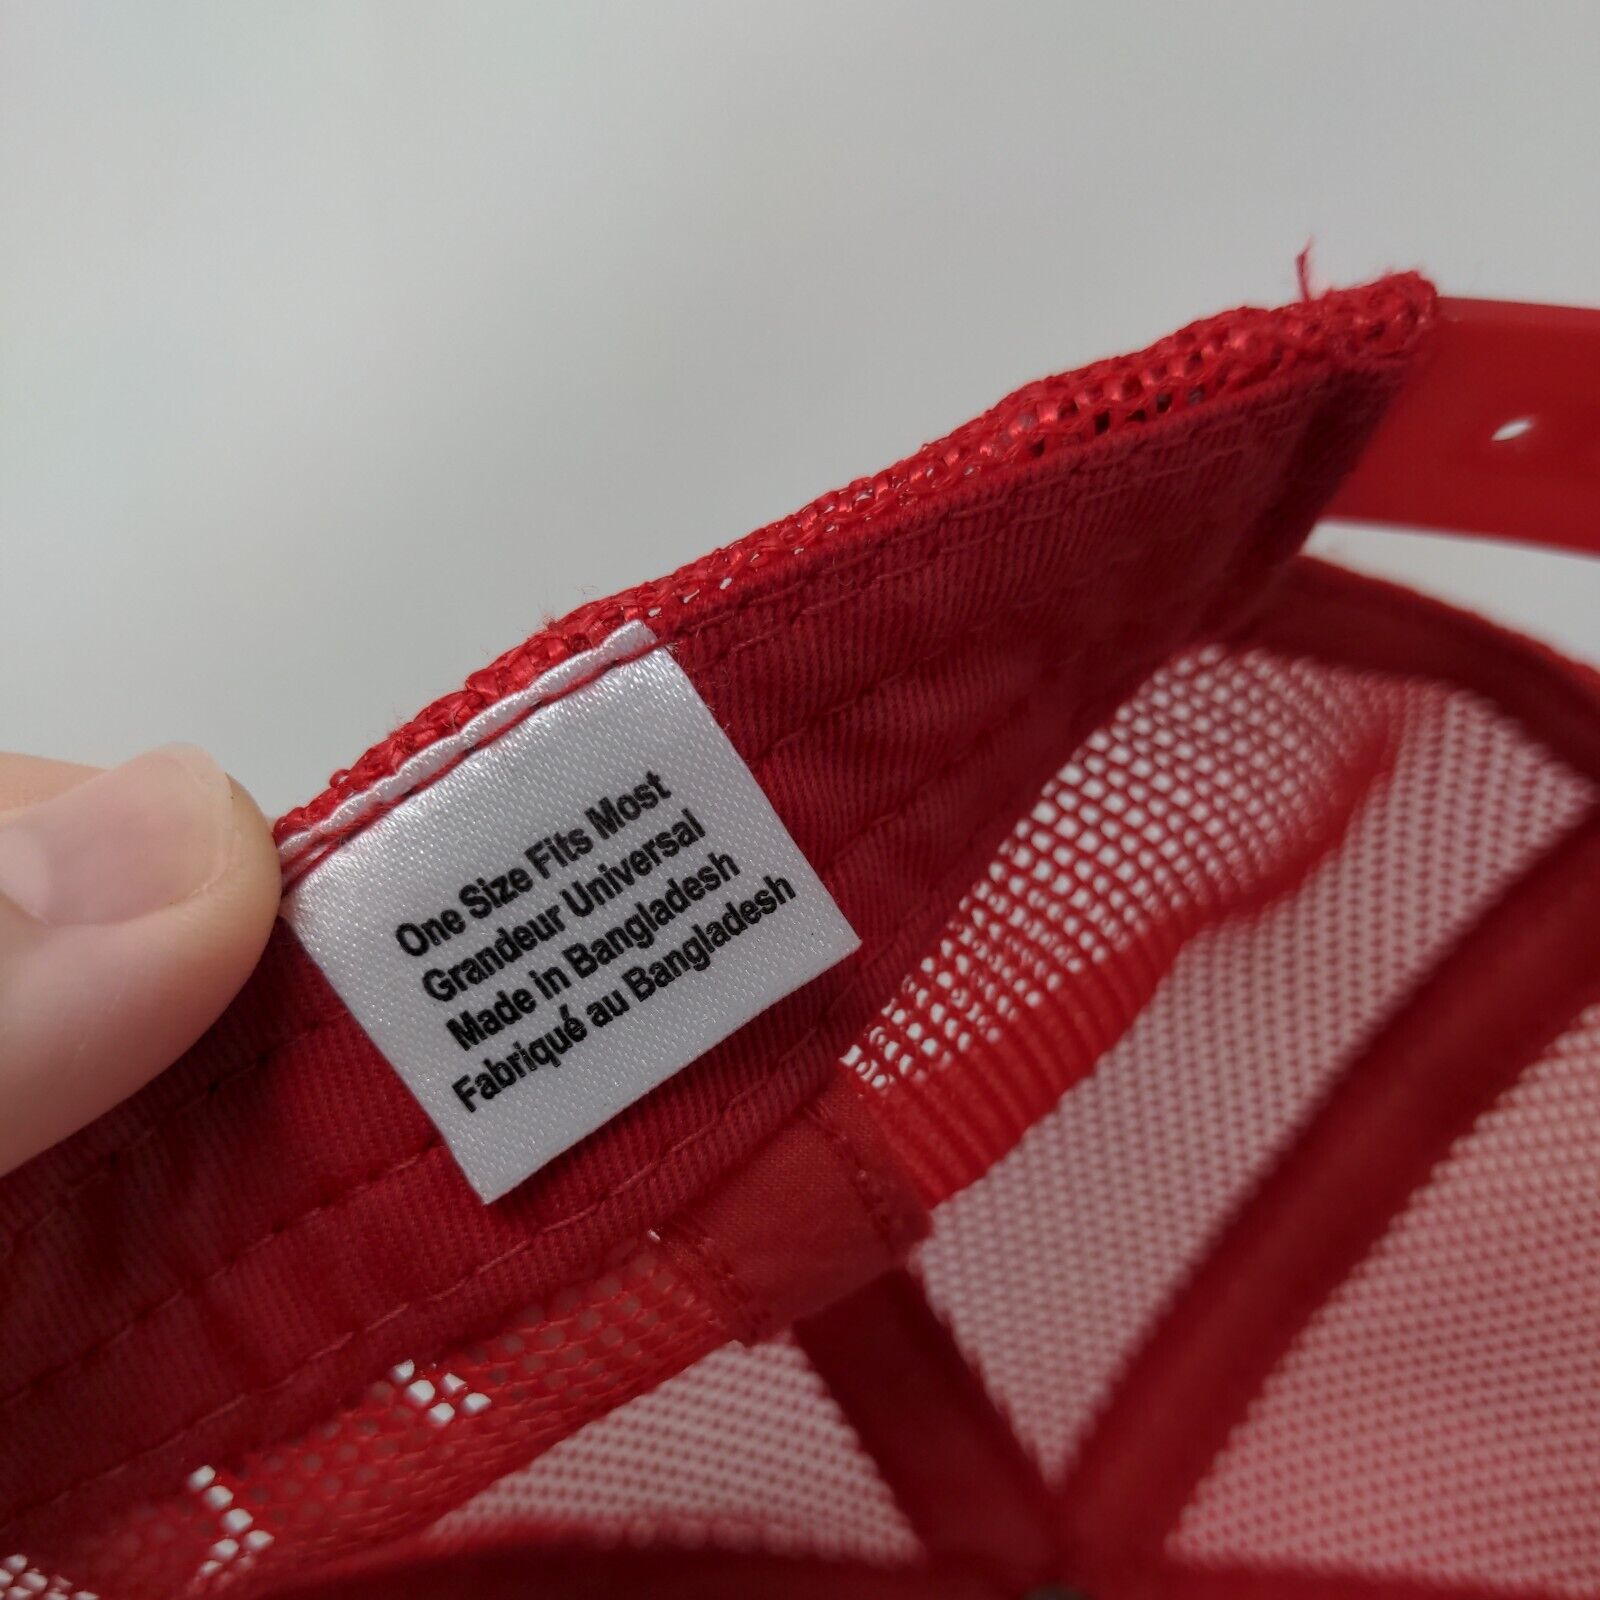 One Size Fits Most
Grandeur Universal
Made in Bangladesh
Fabriqué au Bangladesh